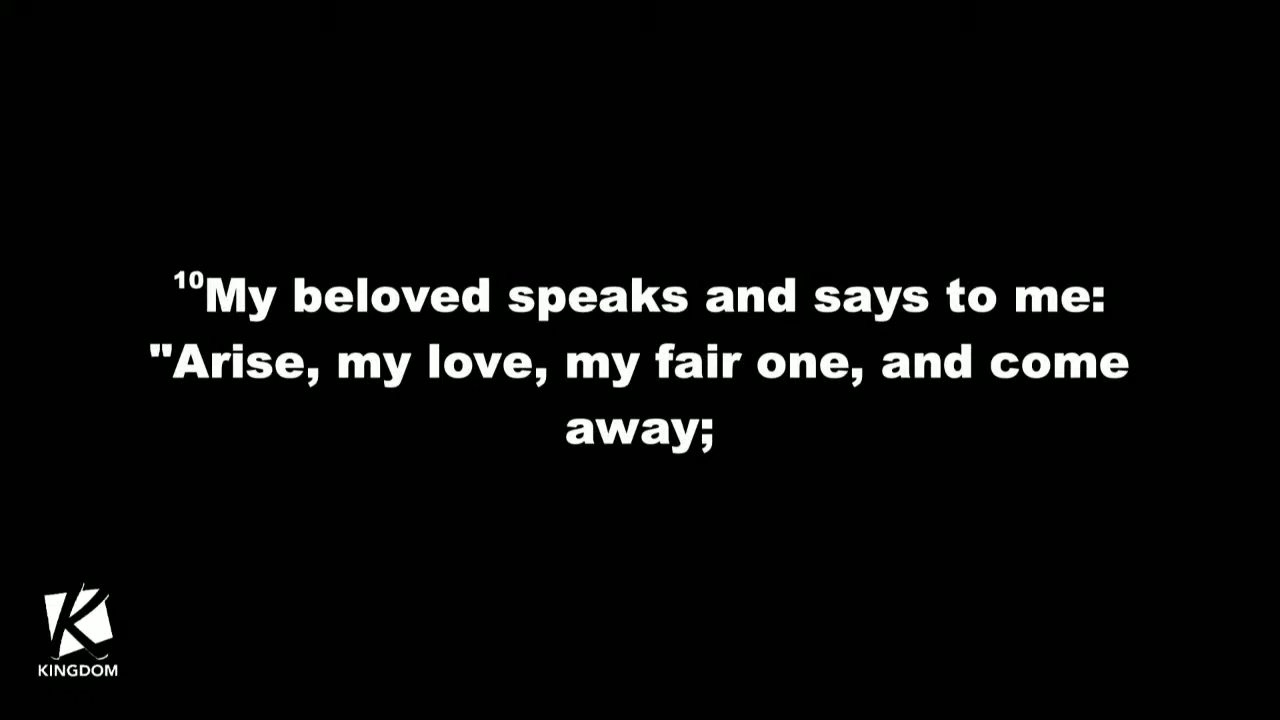 10My beloved speaks and says to me:
"Arise, my love, my fair one, and come
away;
K
KINGDOM